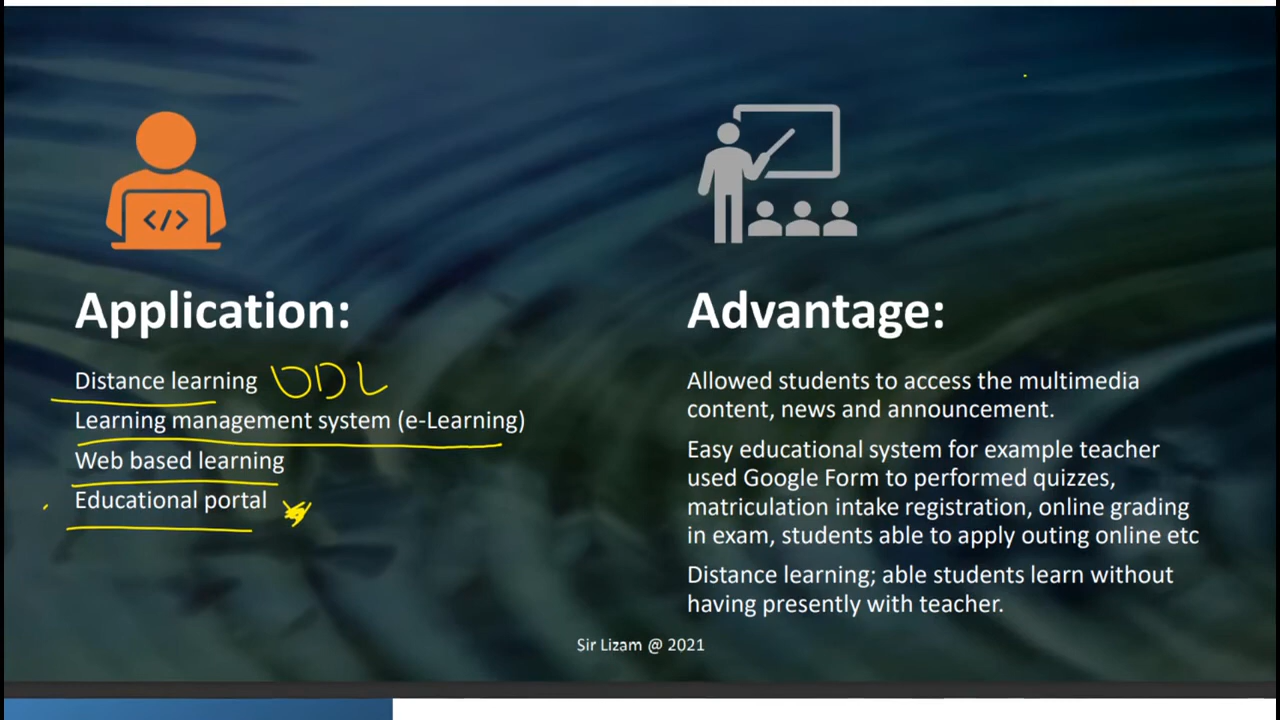 </>
Application:
Distance learning ODL
Learning management system (e-Learning)
Web based learning
Educational portal
Advantage:
Allowed students to access the multimedia
content, news and announcement.
Easy educational system for example teacher
used Google Form to performed quizzes,
matriculation intake registration, online grading
in exam, students able to apply outing online etc
Distance learning; able students learn without
having presently with teacher.
Sir Lizam @ 2021